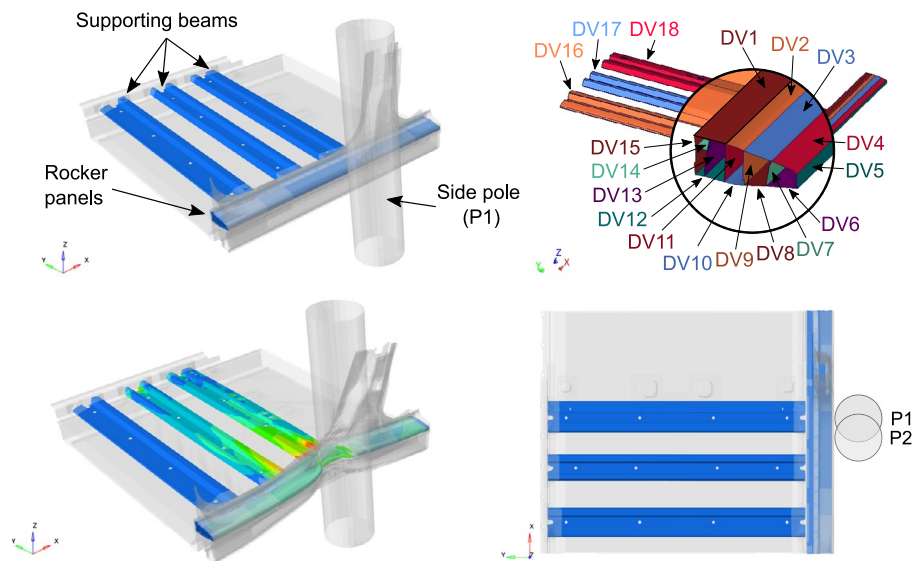 Supporting beams
Rocker
panels
Side pole
(P1)
Z
Y
X
DV17
DV18
DV1
DV2
DV3
DV16
DV15
DV14
DV13
DV12
DV11
DV10
DV9
DV8
DV7
DV6
DV5
DV4
Z
Y
X
Z
Y
X
P1
P2
X
Y
Z